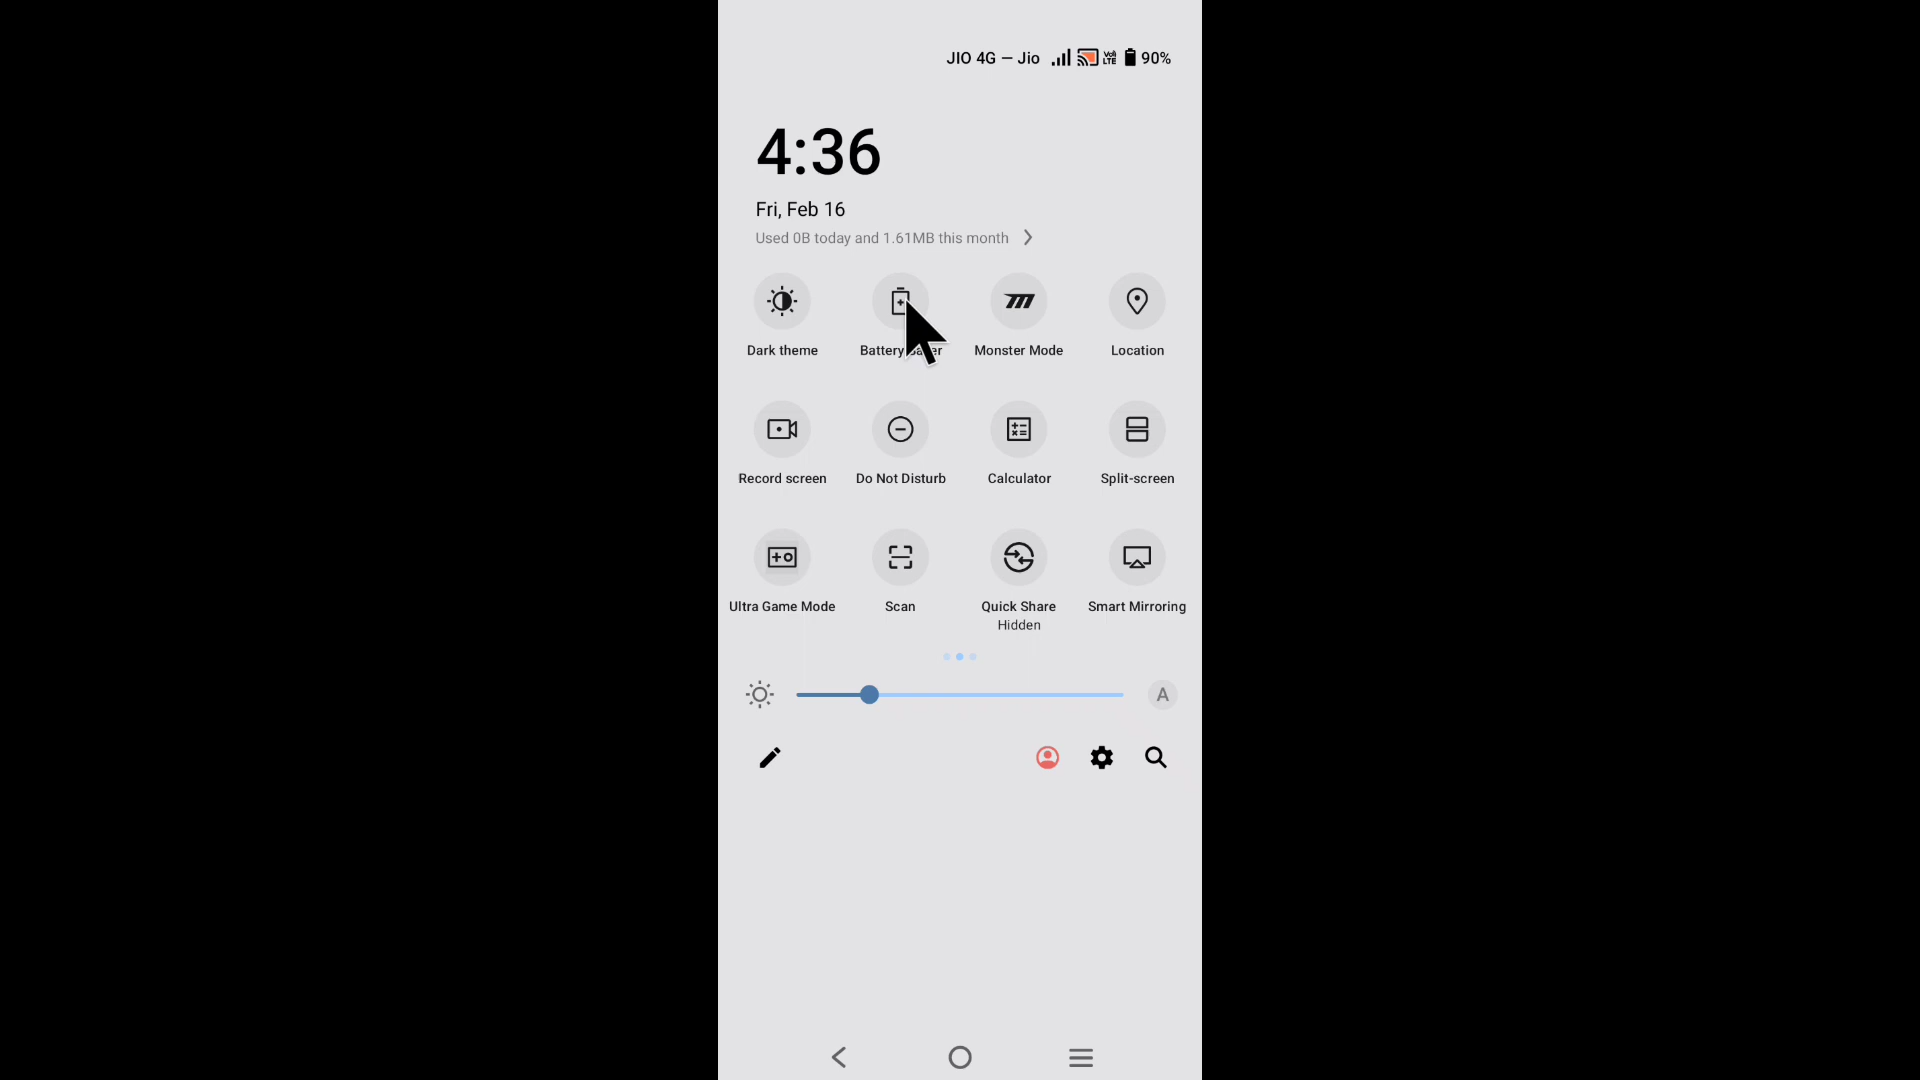 JIO 4G — Jio VoLTE 90%
4:36
Fri, Feb 16
Used 0B today and 1.61MB this month
Dark theme Battery Monster Mode Location
Record screen Do Not Disturb Calculator Split-screen
Ultra Game Mode Scan Quick Share Smart Mirroring
Hidden
A